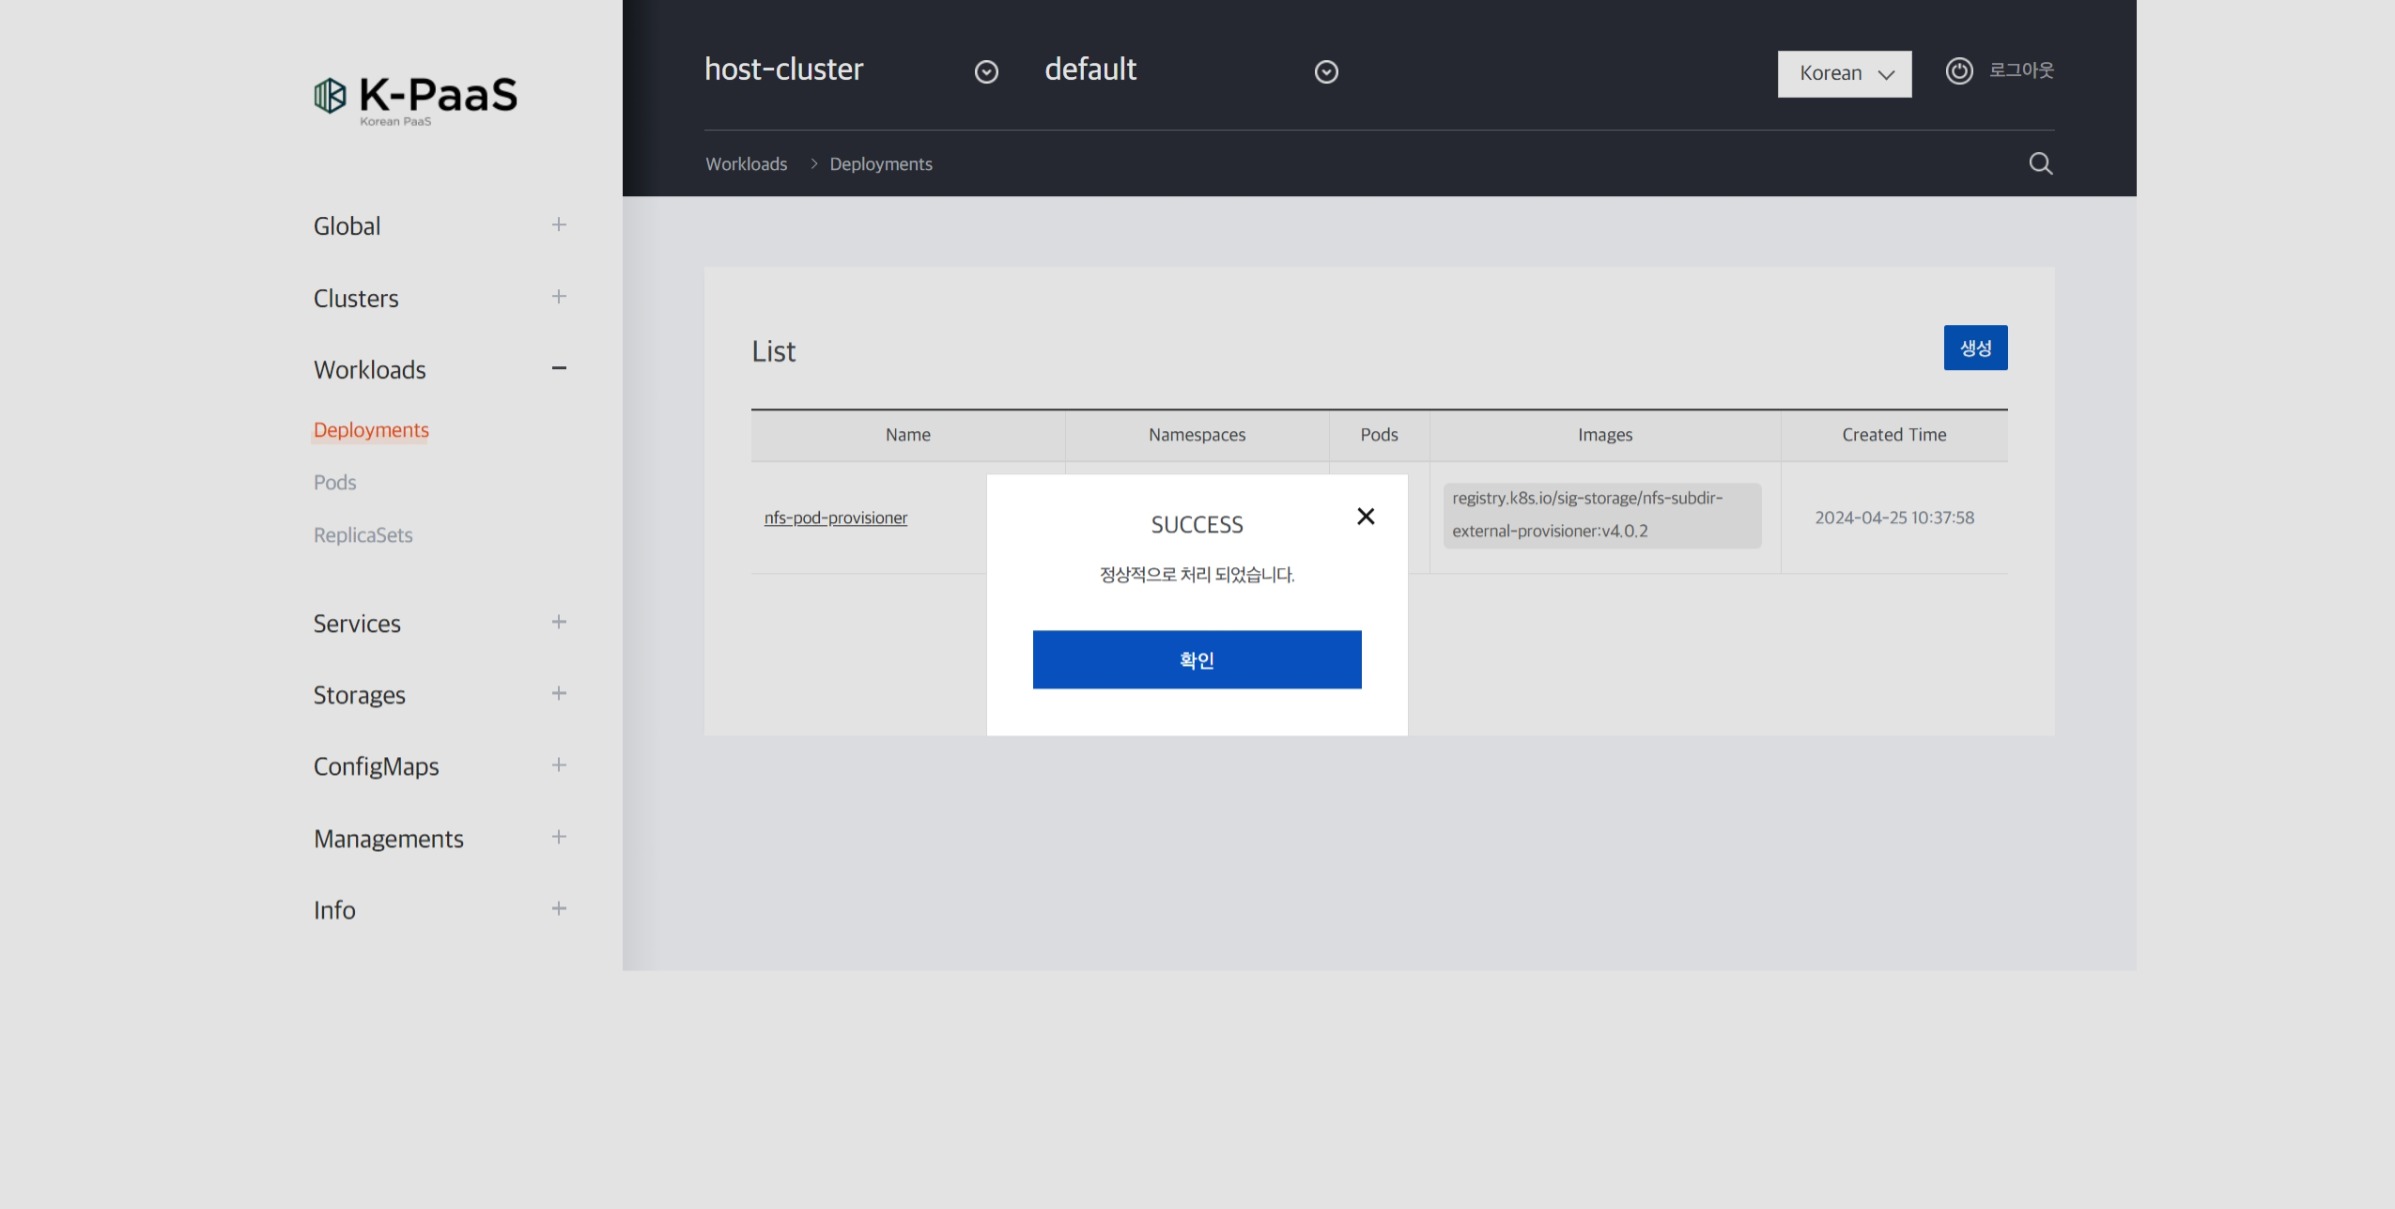 K-PaaS
Korean PaaS
host-cluster
default
Korean
로그아웃
Workloads > Deployments
Global
Clusters
Workloads
Deployments
Pods
ReplicaSets
Services
Storages
ConfigMaps
Managements
Info
List
생성
Name Namespaces Pods Images Created Time
nfs-pod-provisioner
registry.k8s.io/sig-storage/nfs-subdir-
external-provisioner:v4.0.2
2024-04-25 10:37:58
SUCCESS
정상적으로 처리 되었습니다.
확인